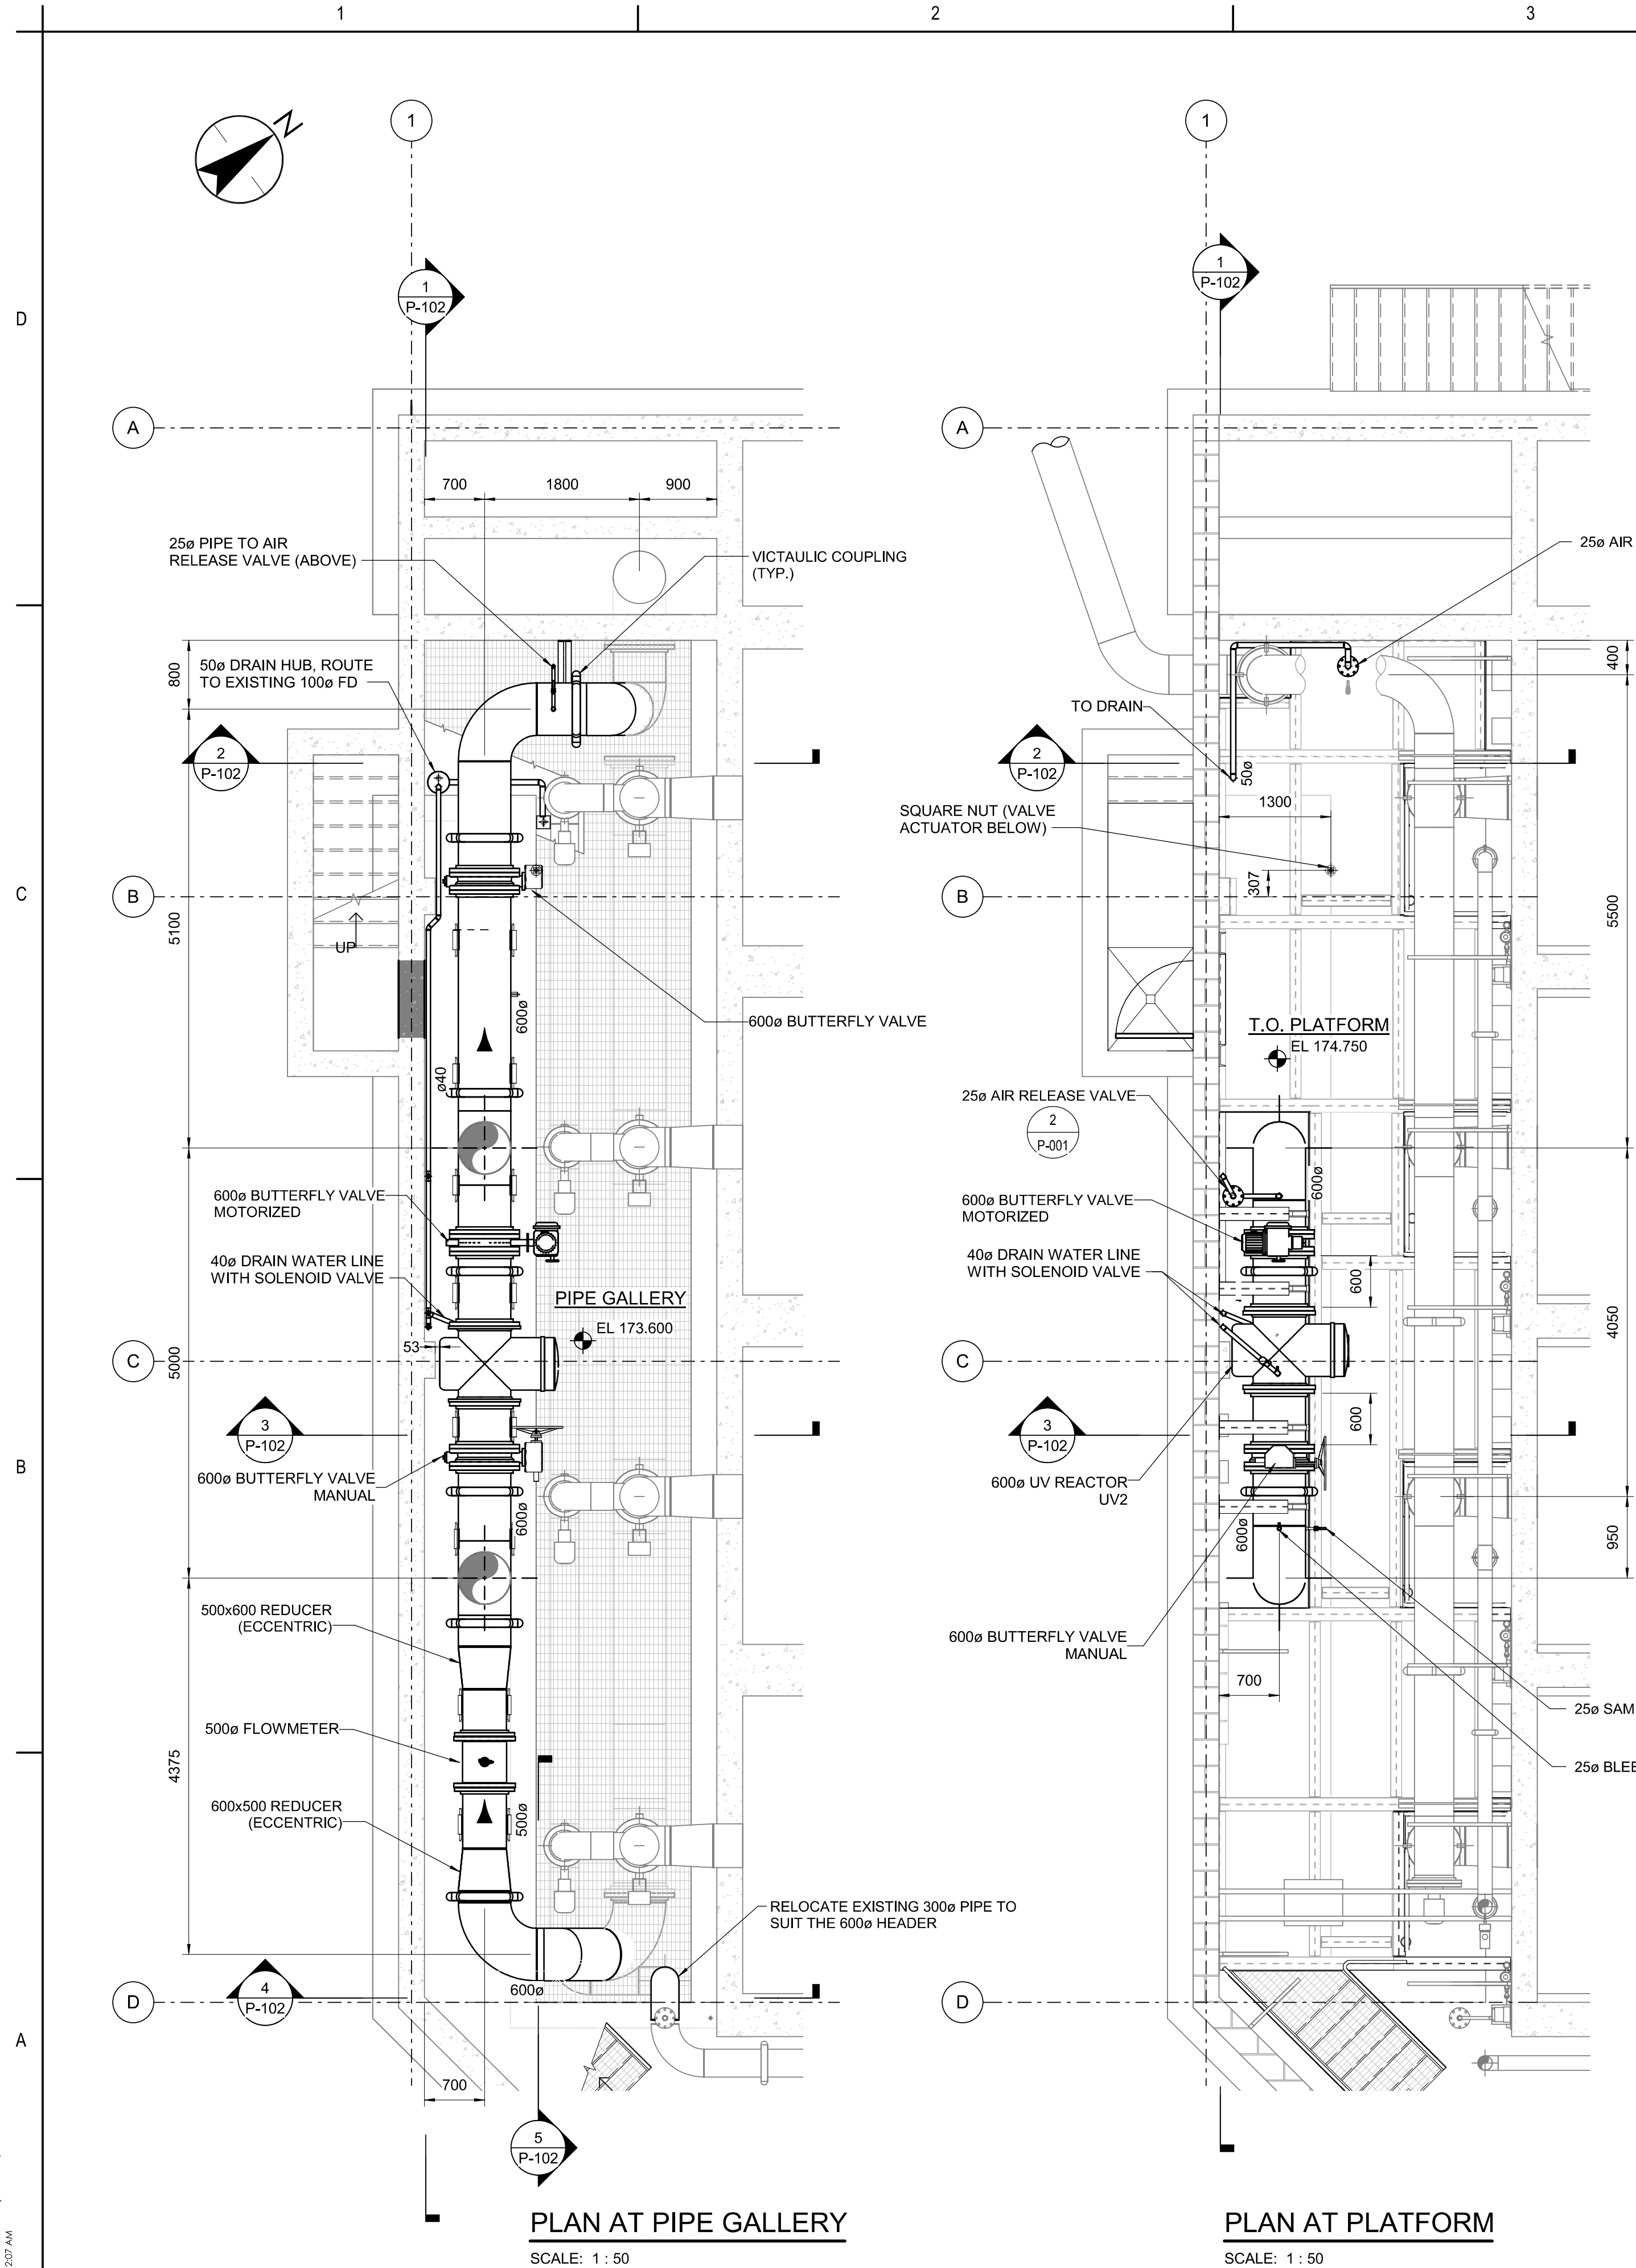 1
2
3
N
1
1
1
P-102
1
P-102
D
A
A
700
1800
900
25ø PIPE TO AIR
RELEASE VALVE (ABOVE)
VICTAULIC COUPLING
(TYP.)
25ø AIR
800
50ø DRAIN HUB, ROUTE
TO EXISTING 100ø FD
400
TO DRAIN
2
P-102
2
P-102
50ø
1300
SQUARE NUT (VALVE
ACTUATOR BELOW)
307
C
B
B
5100
5500
UP
600ø
600ø BUTTERFLY VALVE
T.O. PLATFORM
EL 174.750
ø40
25ø AIR RELEASE VALVE
2
P-001
600ø
600ø BUTTERFLY VALVE
MOTORIZED
600ø BUTTERFLY VALVE
MOTORIZED
40ø DRAIN WATER LINE
WITH SOLENOID VALVE
40ø DRAIN WATER LINE
WITH SOLENOID VALVE
600
PIPE GALLERY
EL 173.600
53
C
5000
C
4050
3
P-102
3
P-102
600
B
600ø BUTTERFLY VALVE
MANUAL
600ø UV REACTOR
UV2
600ø
600ø
950
500x600 REDUCER
(ECCENTRIC)
600ø BUTTERFLY VALVE
MANUAL
700
25ø SAM
500ø FLOWMETER
25ø BLEE
4375
600x500 REDUCER
(ECCENTRIC)
500ø
RELOCATE EXISTING 300ø PIPE TO
SUIT THE 600ø HEADER
4
P-102
600ø
D
D
A
700
5
P-102
PLAN AT PIPE GALLERY
SCALE: 1 : 50
PLAN AT PLATFORM
SCALE: 1 : 50
2:07 AM